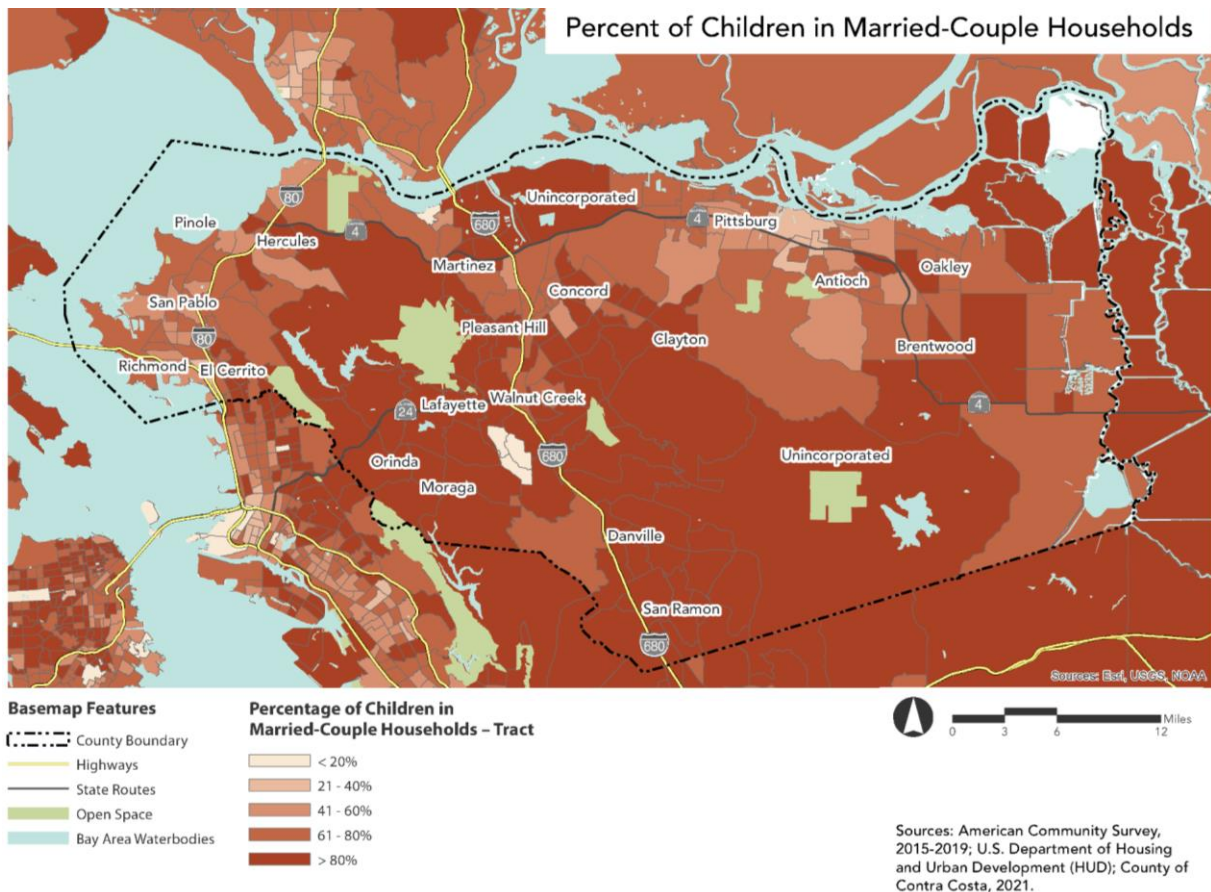 Percent of Children in Married-Couple Households
Unincorporated
80
Pinole
4
680
4
Pittsburg
Hercules
Martinez
Oakley
Antioch
San Pablo
Concord
80
Pleasant Hill
Clayton
Brentwood
Richmond
El Cerrito
24
Lafayette
Walnut Creek
4
Orinda
680
Unincorporated
Moraga
Danville
San Ramon
680
Sources: Esri, USGS, NOAA
Basemap Features
County Boundary
Highways
State Routes
Open Space
Bay Area Waterbodies
Percentage of Children in
Married-Couple Households – Tract
< 20%
21 - 40%
41 - 60%
61 - 80%
> 80%
Miles
0 3 6 12
Sources: American Community Survey,
2015-2019; U.S. Department of Housing
and Urban Development (HUD); County of
Contra Costa, 2021.